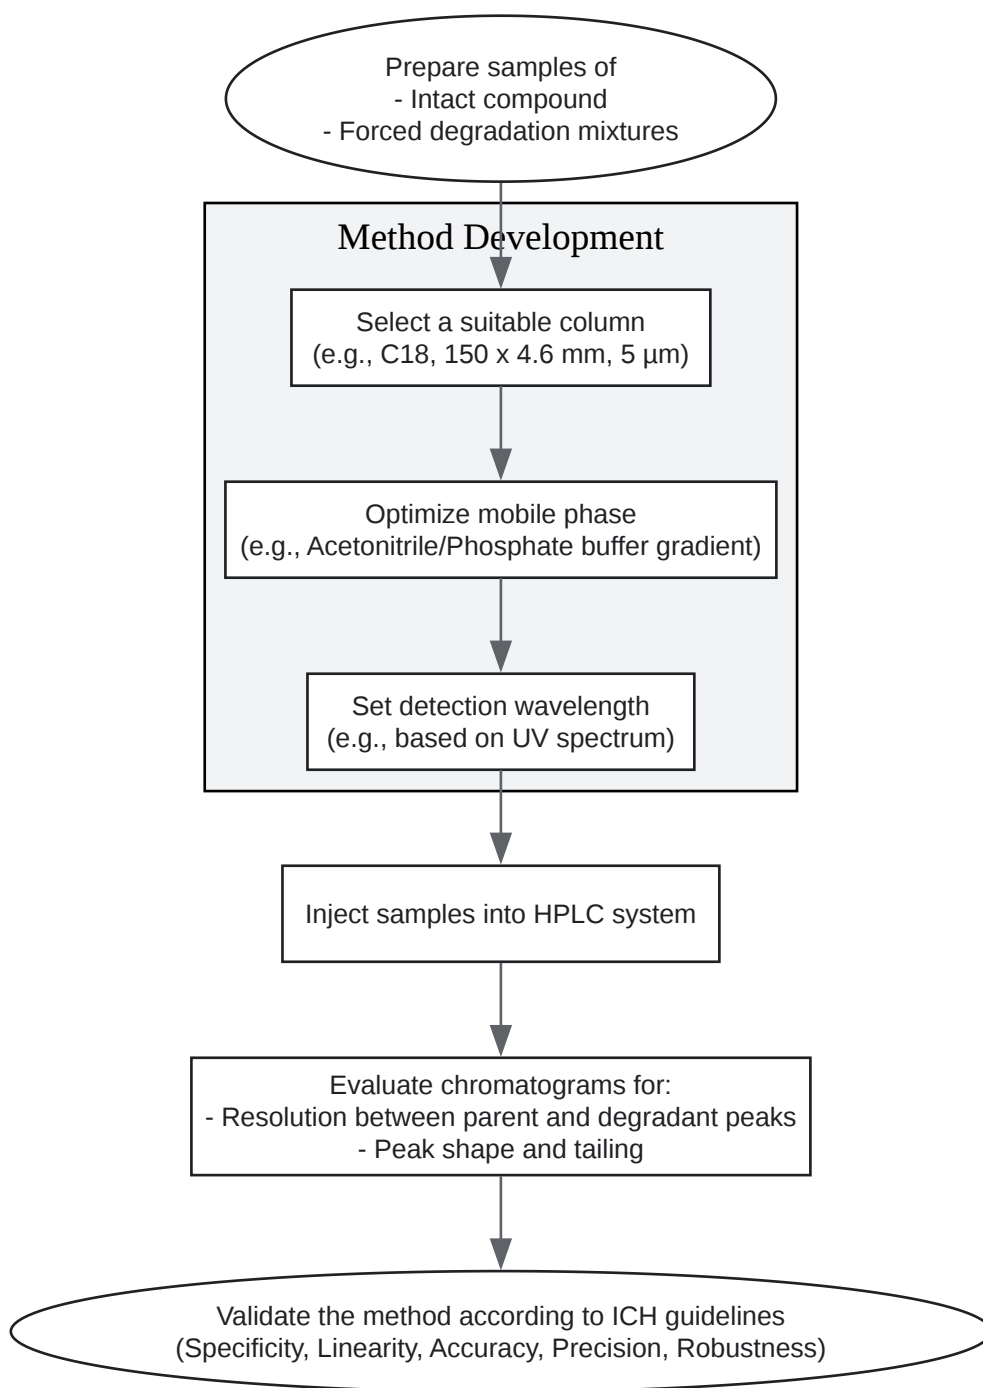 Prepare samples of
- Intact compound
- Forced degradation mixtures
Method Development
Select a suitable column
(e.g., C18, 150 x 4.6 mm, 5 µm)
Optimize mobile phase
(e.g., Acetonitrile/Phosphate buffer gradient)
Set detection wavelength
(e.g., based on UV spectrum)
Inject samples into HPLC system
Evaluate chromatograms for:
- Resolution between parent and degradant peaks
- Peak shape and tailing
Validate the method according to ICH guidelines
(Specificity, Linearity, Accuracy, Precision, Robustness)